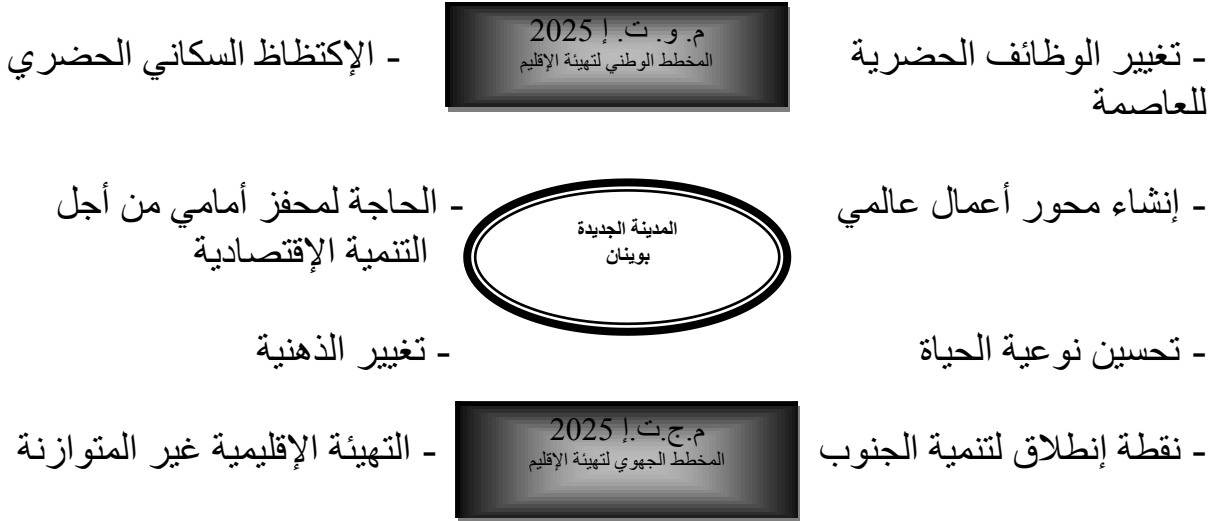 - تغيير الوظائف الحضرية
للعاصمة
م. و. ت. إ 2025
المخطط الوطني لتهيئة الإقليم
- الإكتظاظ السكاني الحضري
- إنشاء محور أعمال عالمي
المدينة الجديدة
بوينان
- الحاجة لمحفز أمامي من أجل
التنمية الإقتصادية
- تحسين نوعية الحياة
- تغيير الذهنية
- نقطة إنطلاق لتنمية الجنوب
م.ج.ت.إ 2025
المخطط الجهوي لتهيئة الإقليم
- التهيئة الإقليمية غير المتوازنة